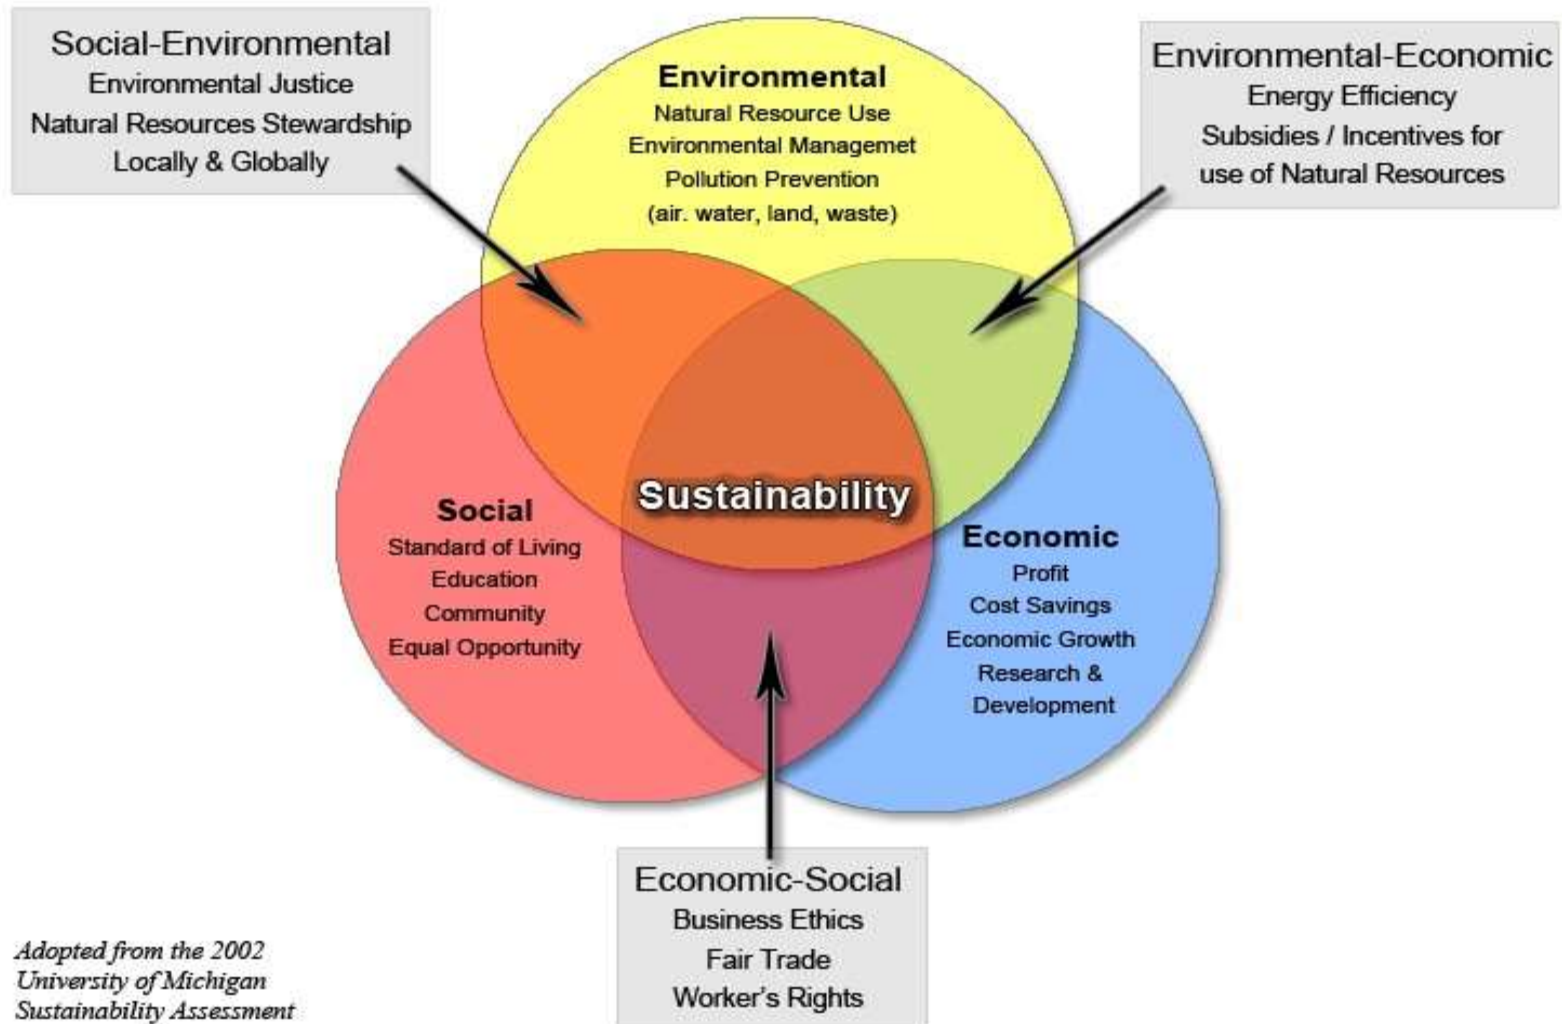 Social-Environmental
Environmental Justice
Natural Resources Stewardship
Locally & Globally
Environmental
Natural Resource Use
Environmental Managemet
Pollution Prevention
(air. water, land, waste)
Environmental-Economic
Energy Efficiency
Subsidies / Incentives for
use of Natural Resources
Sustainability
Social
Standard of Living
Education
Community
Equal Opportunity
Economic
Profit
Cost Savings
Economic Growth
Research &
Development
Economic-Social
Business Ethics
Fair Trade
Worker's Rights
Adopted from the 2002
University of Michigan
Sustainability Assessment